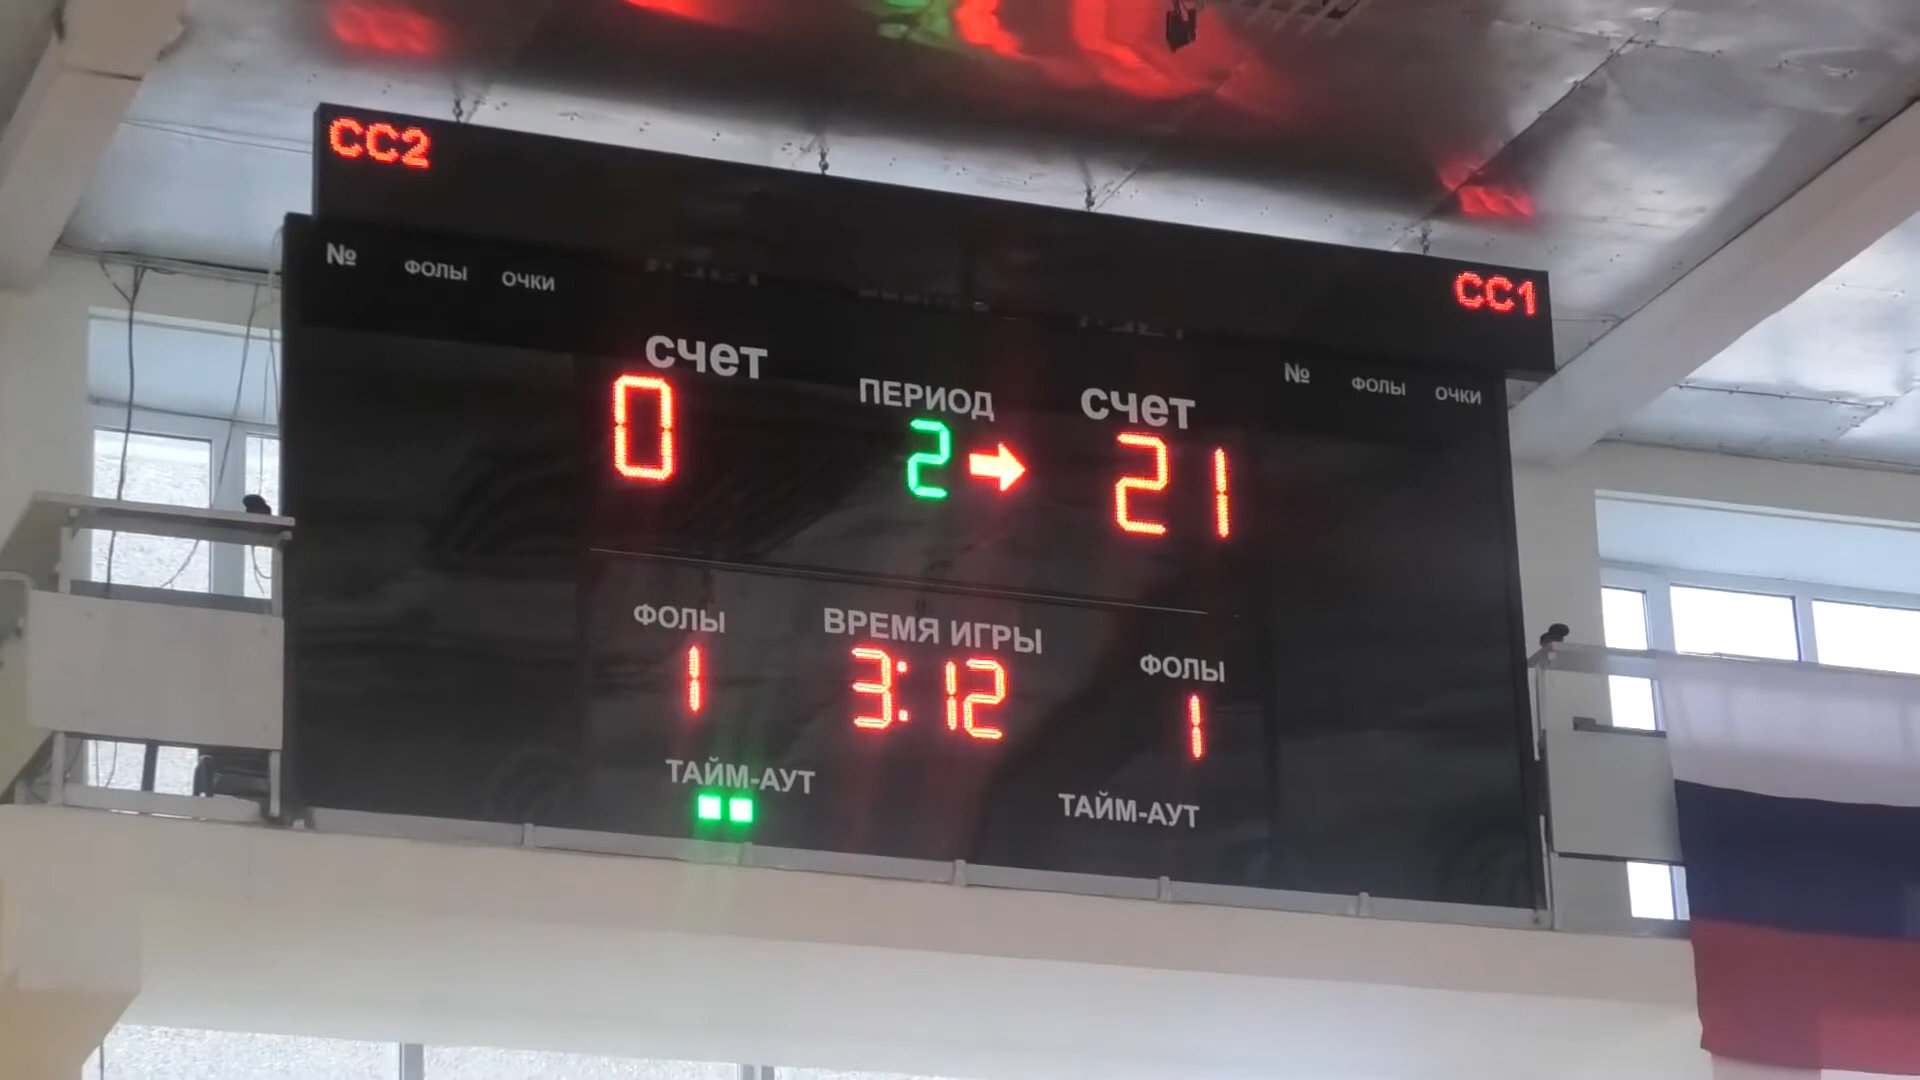 СС2
СС1
№ ФОЛЫ ОЧКИ
№ ФОЛЫ ОЧКИ
счет
ПЕРИОД
счет
0
2
21
ФОЛЫ
ВРЕМЯ ИГРЫ
ФОЛЫ
1
3:12
1
ТАЙМ-АУТ
ТАЙМ-АУТ